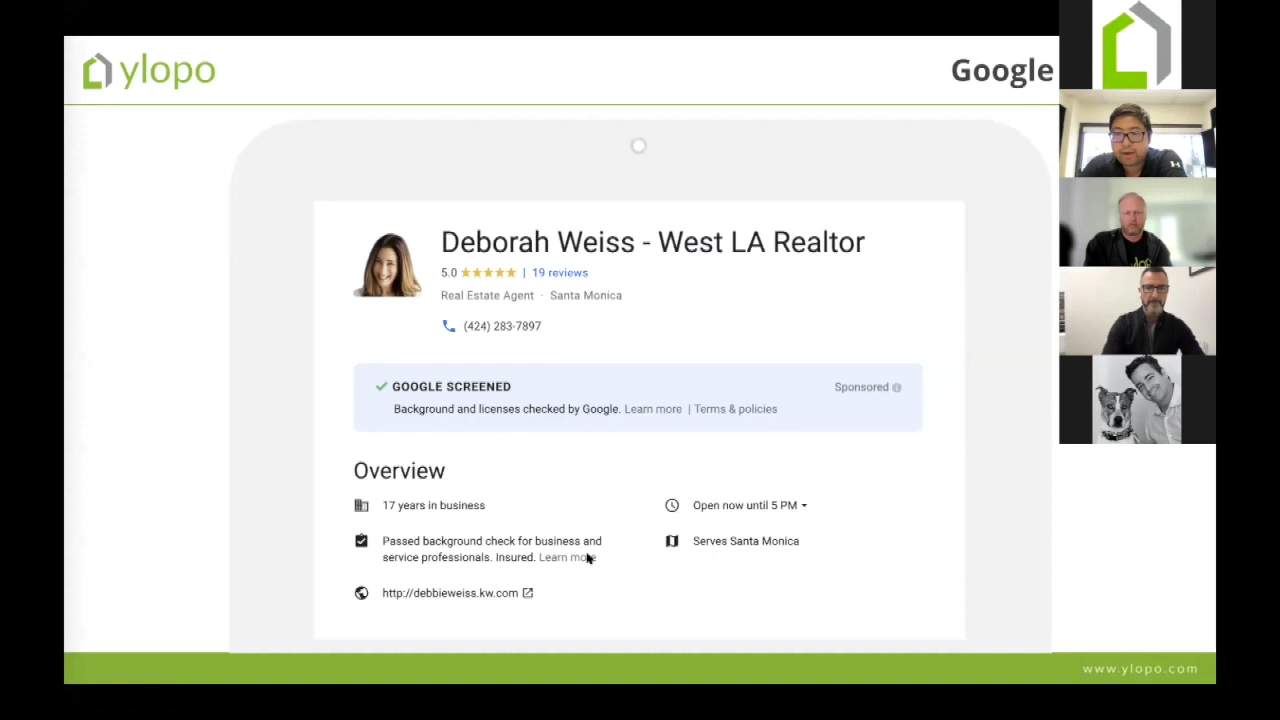 ylopo
Google
Deborah Weiss - West LA Realtor
5.0 ★★★★★ | 19 reviews
Real Estate Agent · Santa Monica
(424) 283-7897
GOOGLE SCREENED
Sponsored
Background and licenses checked by Google. Learn more | Terms & policies
Overview
17 years in business
Open now until 5 PM
Passed background check for business and
service professionals. Insured. Learn more
Serves Santa Monica
http://debbieweiss.kw.com
www.ylopo.com